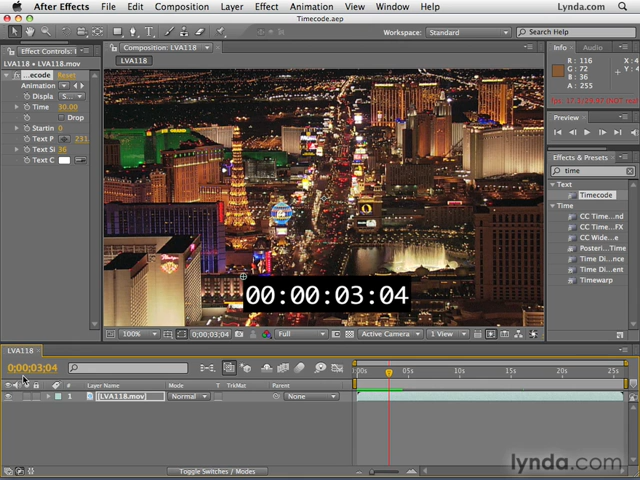 After Effects File Edit Composition Layer Effect Animation View Window Help Lynda.com
Timecode.aep
Workspace: Standard Search Help
Effect Controls: L
Composition: LVA118
Info Audio
LVA118 • LVA118.mov
LVA118
R: 116
G: 72
B: 36
A: 255
X: 4
Y: 4
...ecode Reset
Animation
Displa S...
Time 30.00
Drop
Startin 0
Text P 231.
Text Si 36
Text C
Preview
Effects & Presets
time
Text
Timecode
Time
CC Time...nd
CC Time...FX
CC Wide...e
Posteri...Time
Time Di...nce
Time Di...ent
Timewarp
00:00:03:04
100% 0;00;03;04 Full Active Camera 1 View
LVA118
0;00;03;04
:00s 05s 10s 15s 20s 25s
# Layer Name Mode T TrkMat Parent
1 [LVA118.mov] Normal None
Toggle Switches / Modes
lynda.com